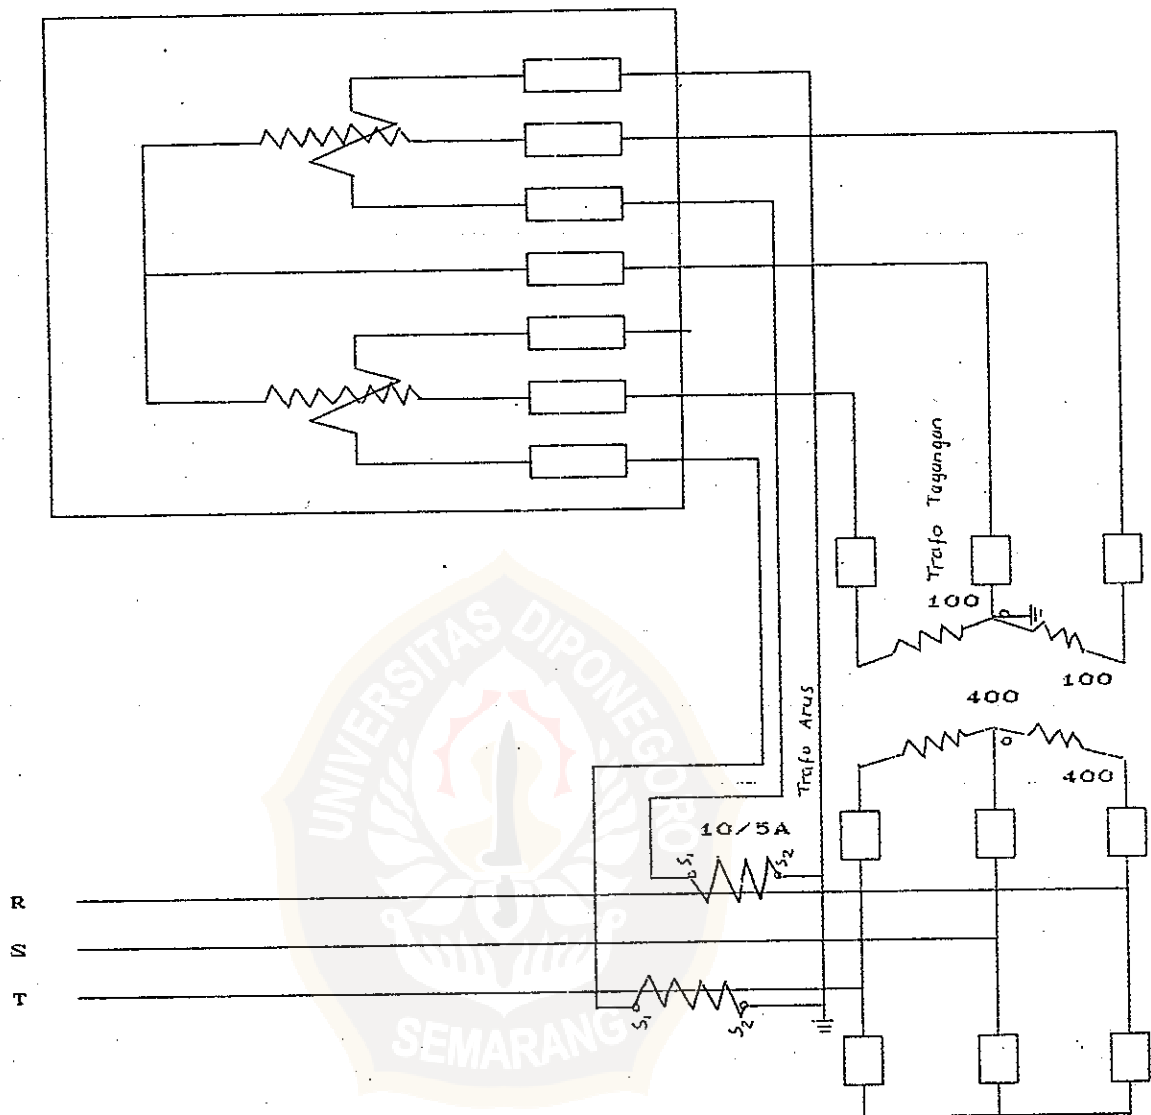 Trafo Tegangan
100
100
400
400
Trafo Arus
10/5A
S1
S2
R
S
T
S1
S2
UNIVERSITAS DIPONEGORO
SEMARANG